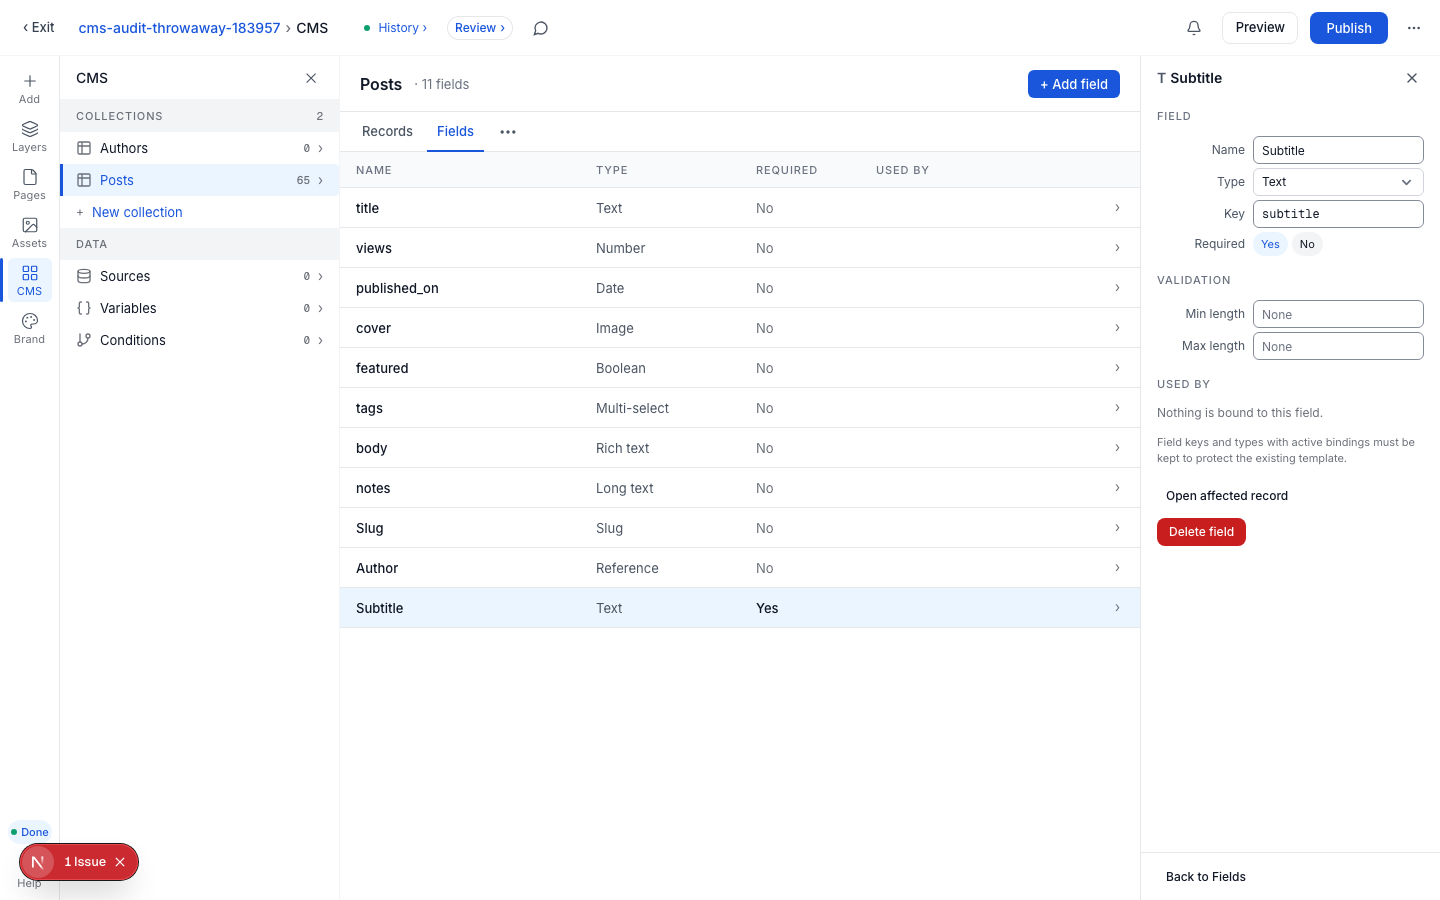 ‹ Exit
cms-audit-throwaway-183957 › CMS
History ›
Review ›
Preview
Publish
Add
Layers
Pages
Assets
CMS
Brand
Done
1 Issue
Help
CMS
COLLECTIONS 2
Authors 0 ›
Posts 65 ›
+ New collection
DATA
Sources 0 ›
Variables 0 ›
Conditions 0 ›
Posts · 11 fields
+ Add field
Records Fields •••
NAME TYPE REQUIRED USED BY
title Text No ›
views Number No ›
published_on Date No ›
cover Image No ›
featured Boolean No ›
tags Multi-select No ›
body Rich text No ›
notes Long text No ›
Slug Slug No ›
Author Reference No ›
Subtitle Text Yes ›
T Subtitle
FIELD
Name Subtitle
Type Text
Key subtitle
Required Yes No
VALIDATION
Min length None
Max length None
USED BY
Nothing is bound to this field.
Field keys and types with active bindings must be
kept to protect the existing template.
Open affected record
Delete field
Back to Fields